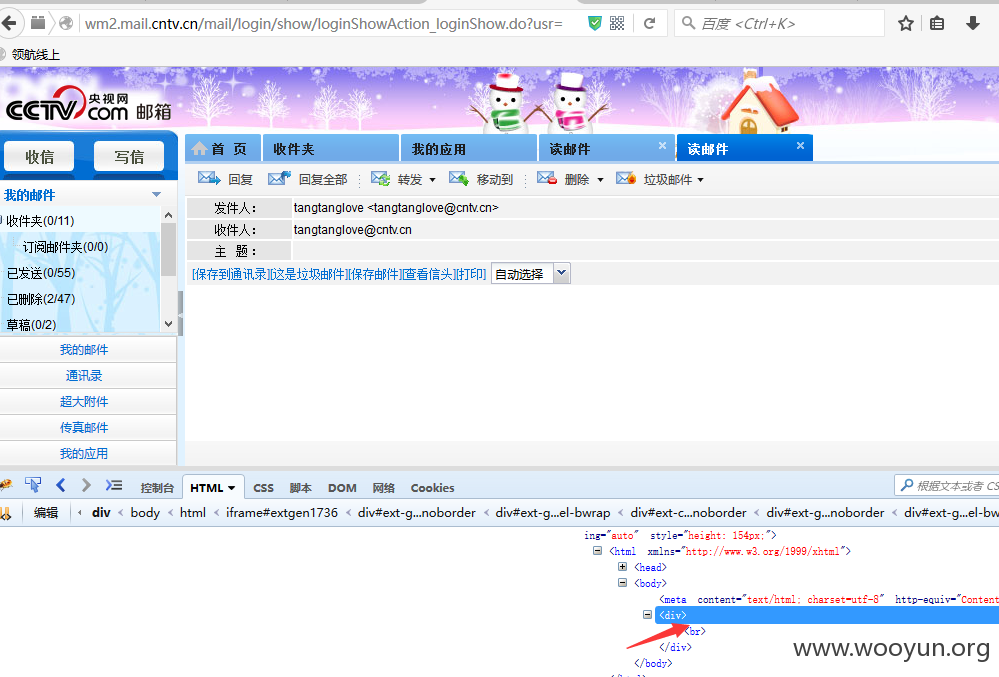 wm2.mail.cntv.cn/mail/login/show/loginShowAction_loginShow.do?usr=
百度 <Ctrl+K>
领航线上
CCTV.com 央视网 邮箱
收信 写信
首 页 收件夹 我的应用 读邮件 × 读邮件 ×
回复 回复全部 转发 移动到 删除 垃圾邮件
我的邮件
收件夹(0/11)
订阅邮件夹(0/0)
已发送(0/55)
已删除(2/47)
草稿(0/2)
我的邮件
通讯录
超大附件
传真邮件
我的应用
发件人: tangtanglove <tangtanglove@cntv.cn>
收件人: tangtanglove@cntv.cn
主 题:
[保存到通讯录][这是垃圾邮件][保存邮件][查看信头][打印] 自动选择
控制台 HTML CSS 脚本 DOM 网络 Cookies
根据文本或者 CS
编辑 div < body < html < iframe#extgen1736 < div#ext-g...noborder < div#ext-g...el-bwrap < div#ext-c...noborder < div#ext-g...noborder < div#ext-g...el-bw
ing="auto" style="height: 154px;">
<html xmlns="http://www.w3.org/1999/xhtml">
<head>
<body>
<meta content="text/html; charset=utf-8" http-equiv="Content
<div>
<br>
</div>
</body>
www.wooyun.org